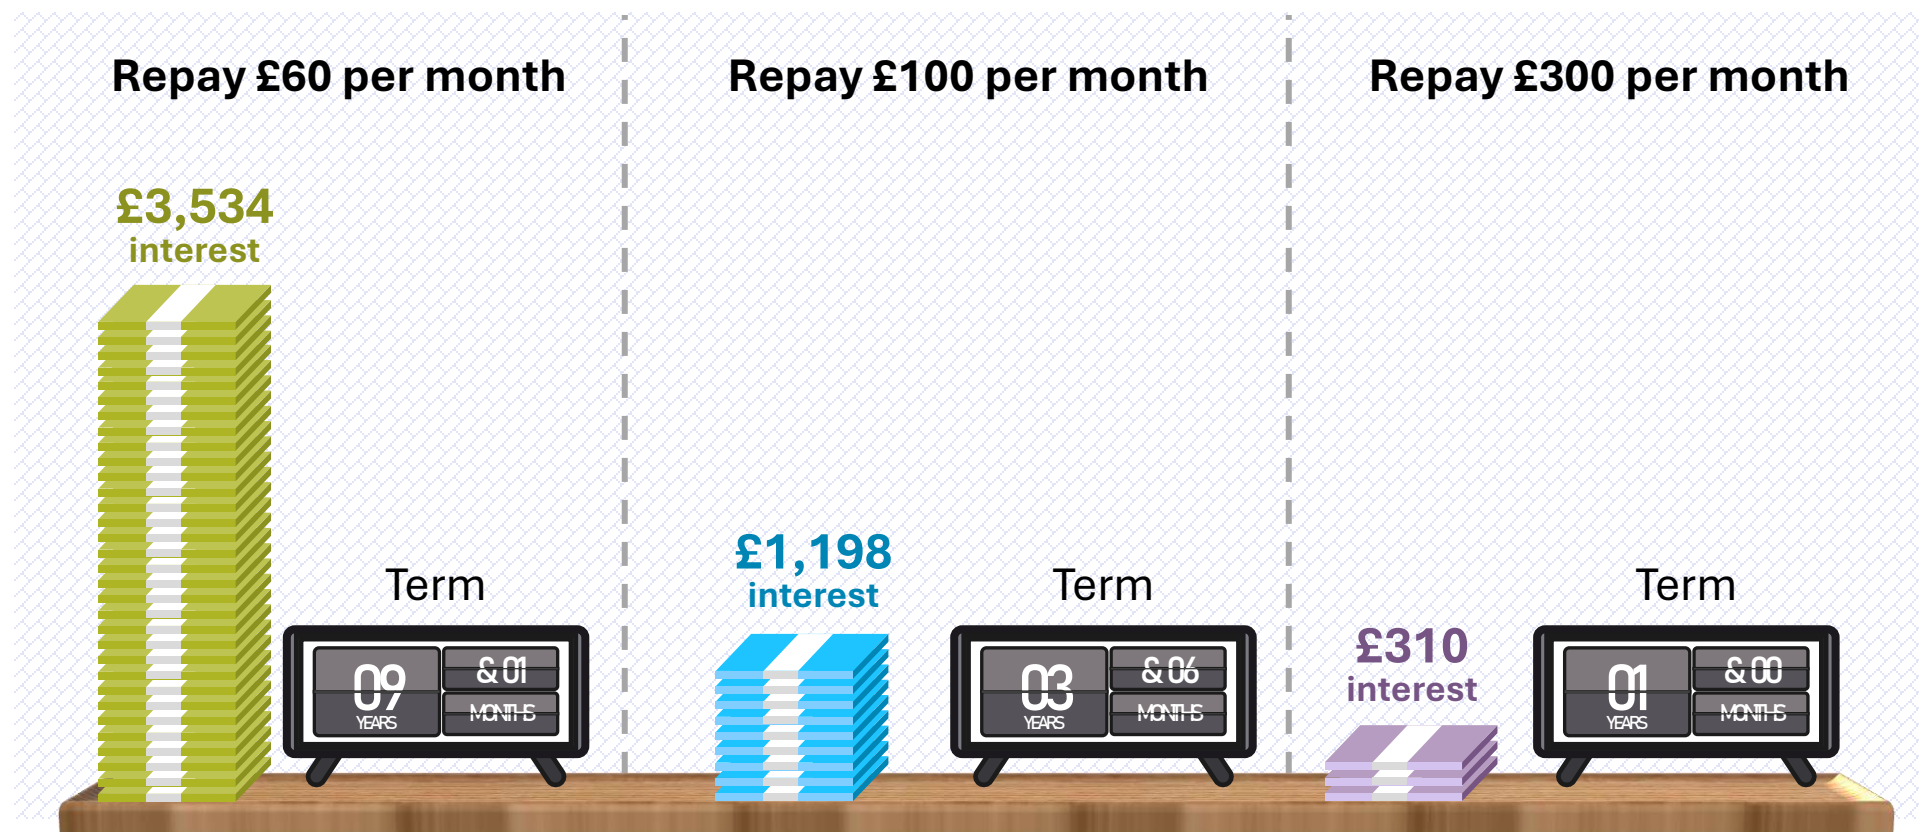 Repay £60 per month
£3,534
interest
Term
09
YEARS
& 01
MONTHS
Repay £100 per month
£1,198
interest
Term
03
YEARS
& 06
MONTHS
Repay £300 per month
£310
interest
Term
01
YEARS
& 00
MONTHS